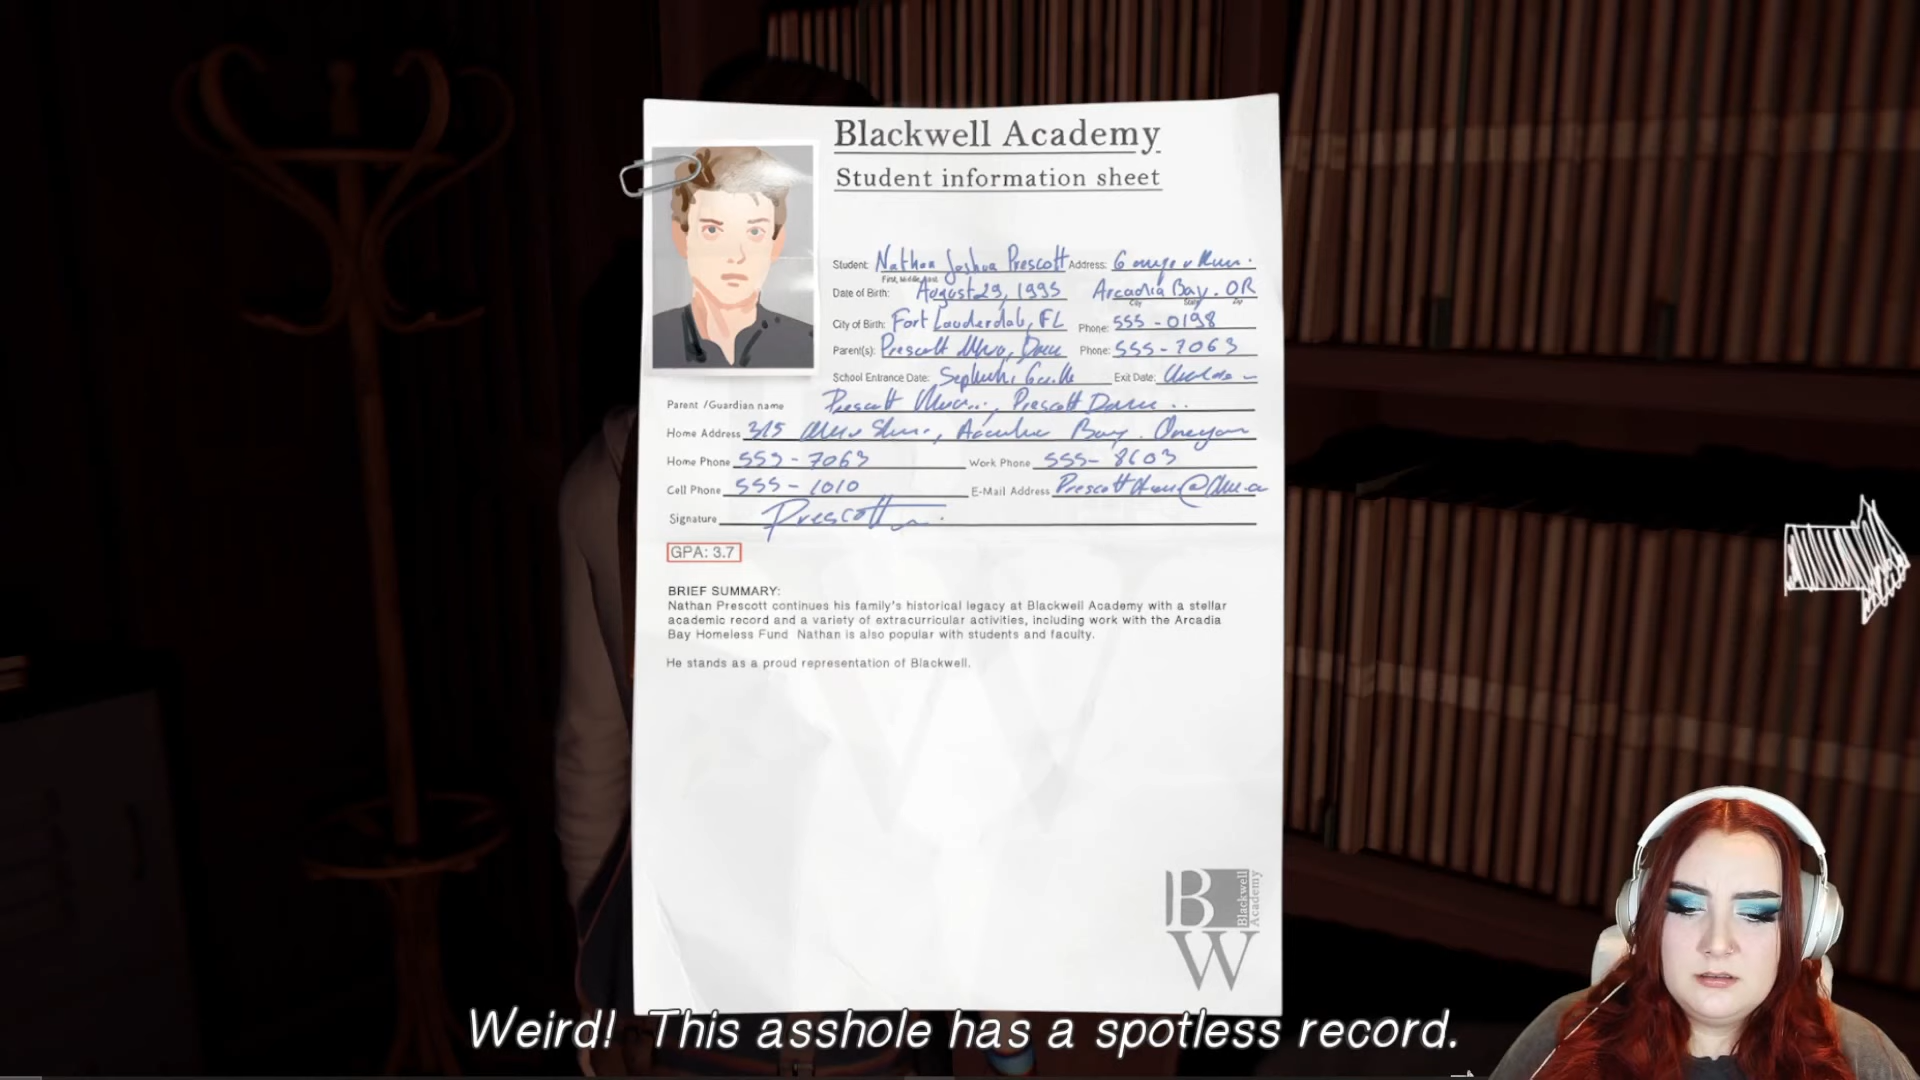 Blackwell Academy
Student information sheet
Student: Nathan Joshua Prescott Address:
First, Middle, Last
Date of Birth: August 29, 1995 Arcadia Bay. OR
City State Zip
City of Birth: Fort Lauderdale, FL Phone: 555-0198
Parent(s): Prescott Phone: 555-7063
School Entrance Date: Exit Date:
Parent /Guardian name Prescott Prescott
Home Address 315 Bay. Oregon
Home Phone 555-7063 Work Phone 555-8603
Cell Phone 555-1010 E-Mail Address
Signature Prescott
GPA: 3.7
BRIEF SUMMARY:
Nathan Prescott continues his family's historical legacy at Blackwell Academy with a stellar
academic record and a variety of extracurricular activities, including work with the Arcadia
Bay Homeless Fund Nathan is also popular with students and faculty.
He stands as a proud representation of Blackwell.
B
W
Blackwell
Academy
Weird! This asshole has a spotless record.